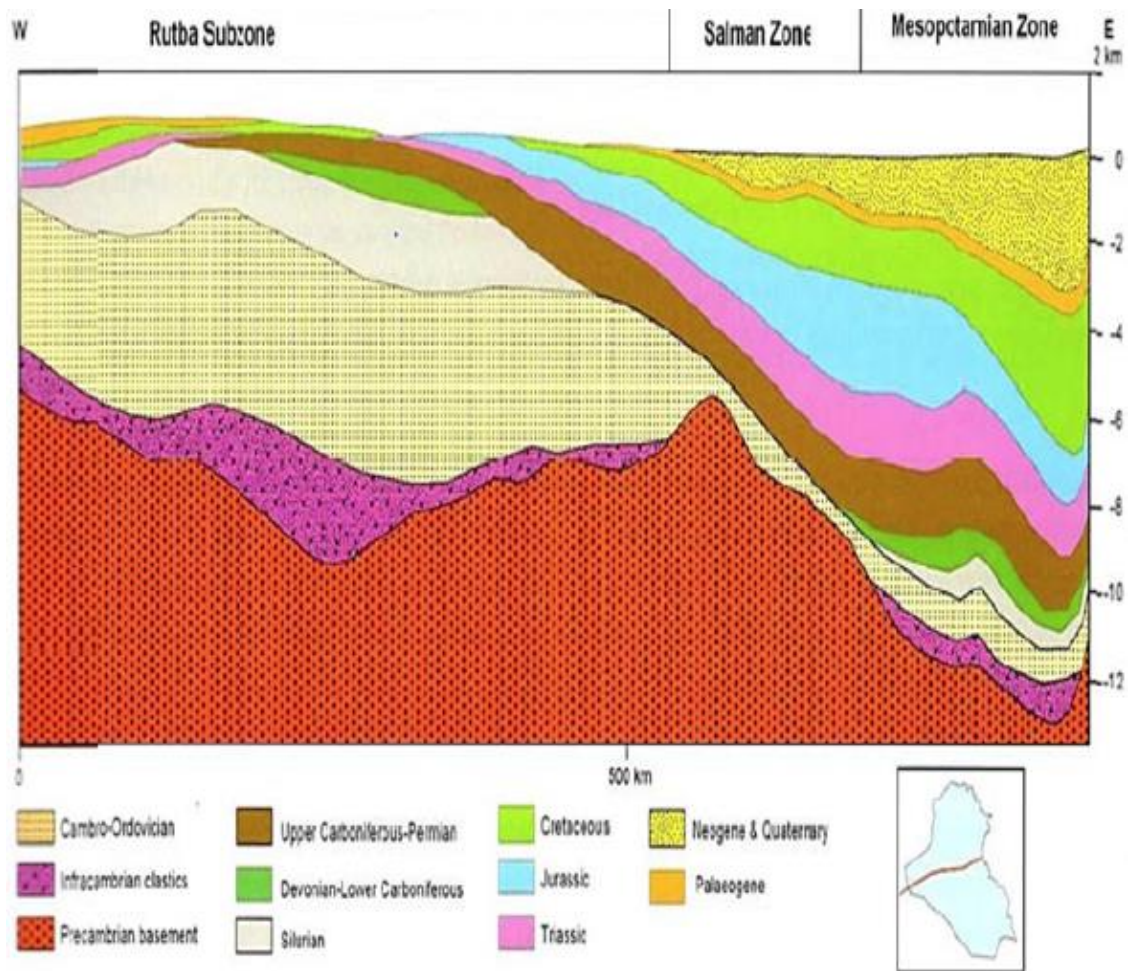 W Rutba Subzone Salman Zone Mesopotamian Zone E
2 km
0
-2
-4
-6
-8
-10
-12
0 500 km
Cambro-Ordovician Upper Carboniferous-Permian Cretaceous Neogene & Quaternary
Infracambrian clastics Devonian-Lower Carboniferous Jurassic Palaeogene
Precambrian basement Silurian Triassic